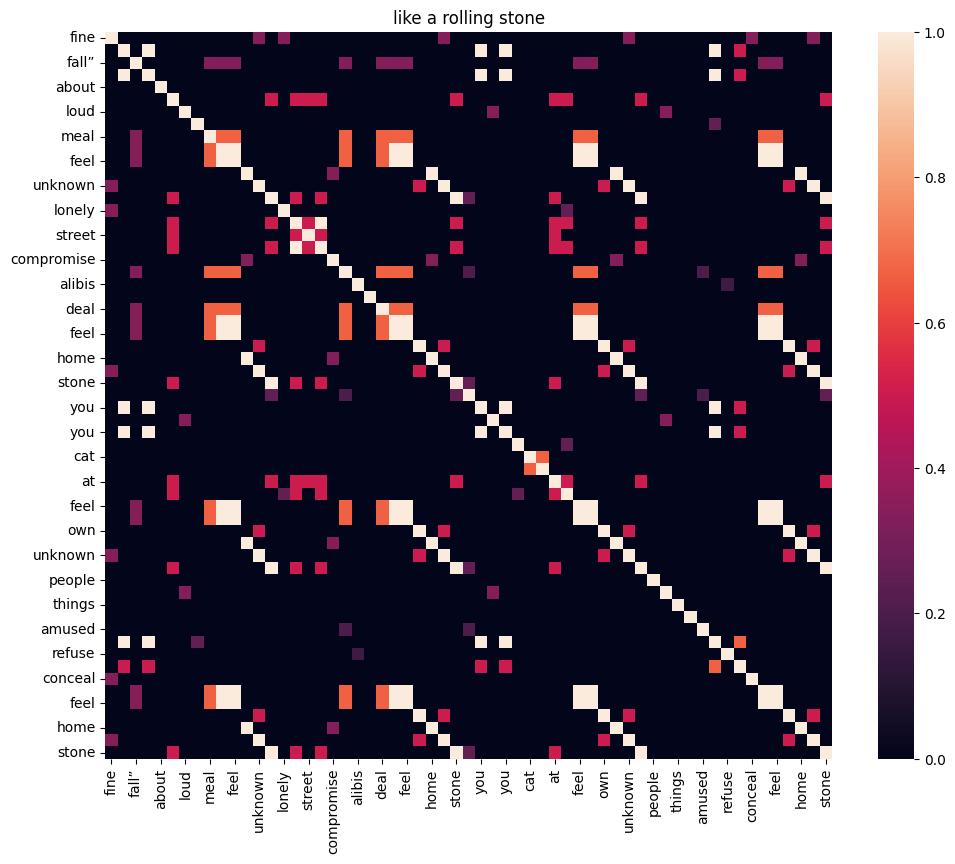 like a rolling stone
fine
fall”
about
loud
meal
feel
unknown
lonely
street
compromise
alibis
deal
feel
home
stone
you
you
cat
at
feel
own
unknown
people
things
amused
refuse
conceal
feel
home
stone
1.0
0.8
0.6
0.4
0.2
0.0
fine
fall”
about
loud
meal
feel
unknown
lonely
street
compromise
alibis
deal
feel
home
stone
you
you
cat
at
feel
own
unknown
people
things
amused
refuse
conceal
feel
home
stone